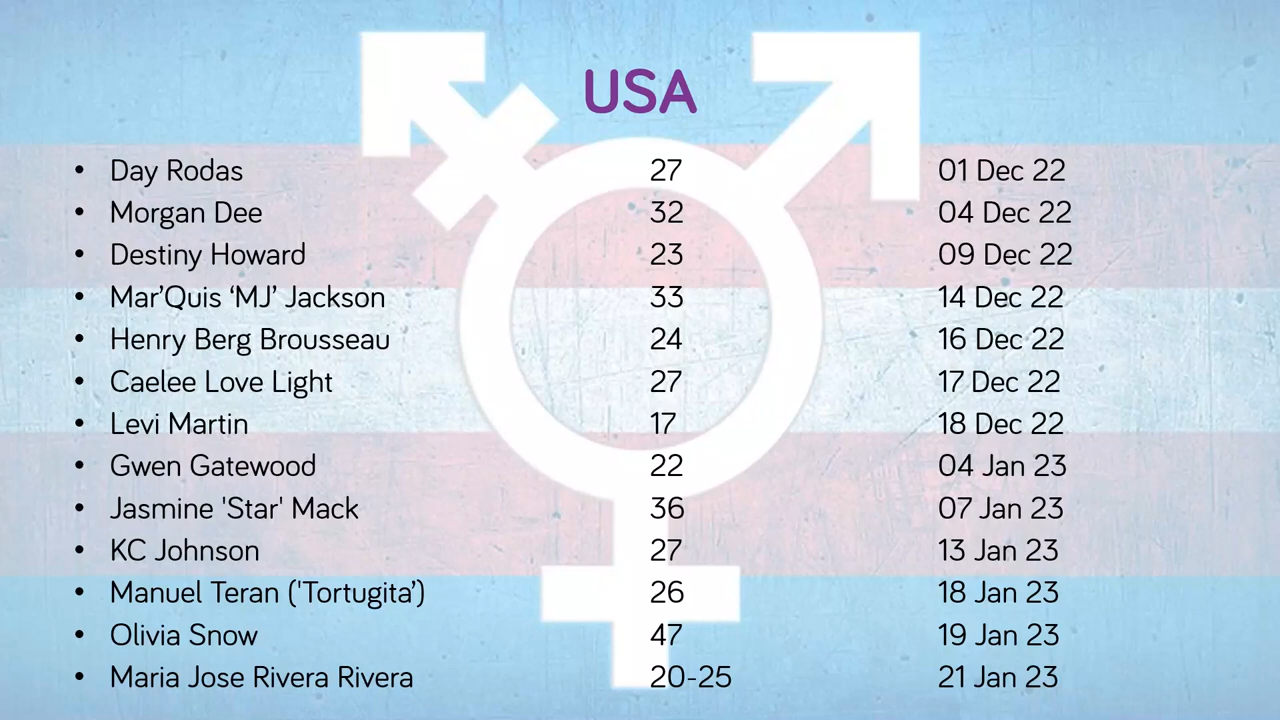 USA
• Day Rodas 27 01 Dec 22
• Morgan Dee 32 04 Dec 22
• Destiny Howard 23 09 Dec 22
• Mar’Quis ‘MJ’ Jackson 33 14 Dec 22
• Henry Berg Brousseau 24 16 Dec 22
• Caelee Love Light 27 17 Dec 22
• Levi Martin 17 18 Dec 22
• Gwen Gatewood 22 04 Jan 23
• Jasmine 'Star' Mack 36 07 Jan 23
• KC Johnson 27 13 Jan 23
• Manuel Teran ('Tortugita’) 26 18 Jan 23
• Olivia Snow 47 19 Jan 23
• Maria Jose Rivera Rivera 20-25 21 Jan 23